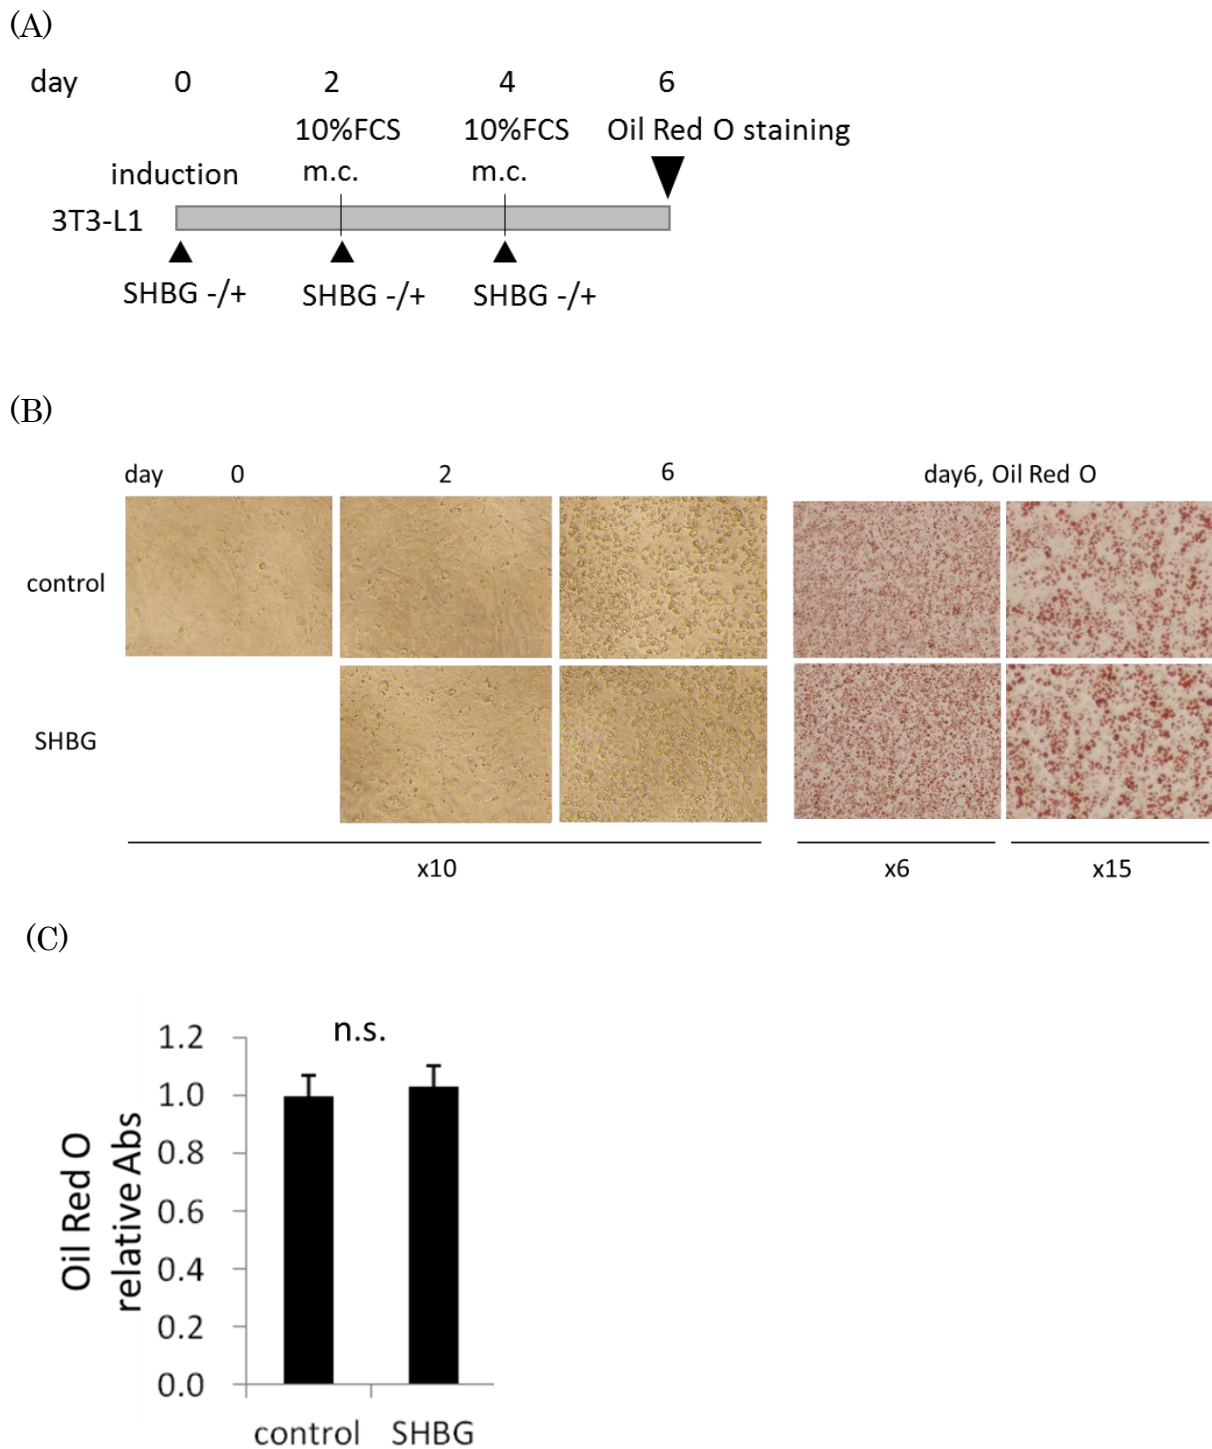 (A)
day 0 2 4 6
10%FCS 10%FCS Oil Red O staining
induction m.c. m.c.
3T3-L1
SHBG -/+ SHBG -/+ SHBG -/+
(B)
day 0 2 6 day6, Oil Red O
control
SHBG
x10 x6 x15
(C)
n.s.
Oil Red O
relative Abs
1.2
1.0
0.8
0.6
0.4
0.2
0.0
control SHBG